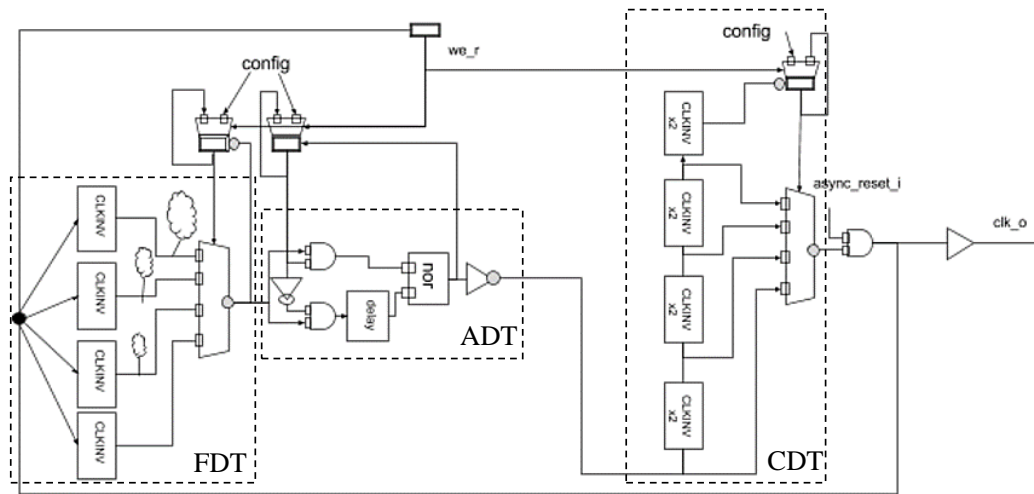 config
we_r
config
CLKINV
x2
CLKINV
CLKINV
x2
async_reset_i
clk_o
CLKINV
nor
CLKINV
x2
delay
ADT
CLKINV
CLKINV
x2
CLKINV
FDT
CDT